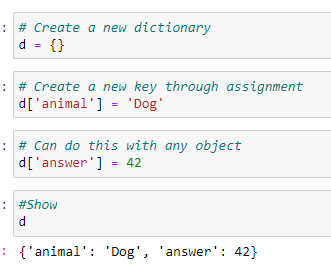 : # Create a new dictionary
d = {}
: # Create a new key through assignment
d['animal'] = 'Dog'
: # Can do this with any object
d['answer'] = 42
: #Show
d
: {'animal': 'Dog', 'answer': 42}